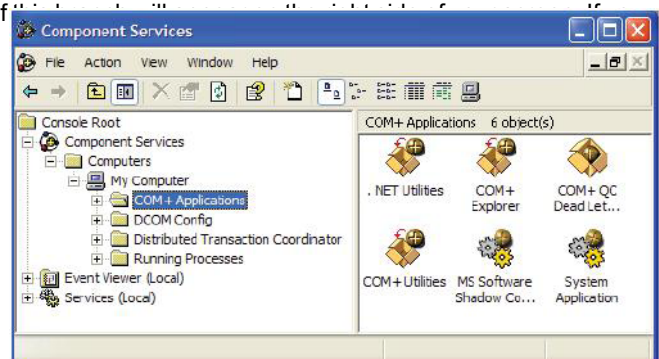 Component Services
File Action View Window Help
Console Root
Component Services
Computers
My Computer
COM+ Applications
DCOM Config
Distributed Transaction Coordinator
Running Processes
Event Viewer (Local)
Services (Local)
COM+ Applications 6 object(s)
. NET Utilities
COM+
Explorer
COM+ QC
Dead Let...
COM+ Utilities
MS Software
Shadow Co...
System
Application